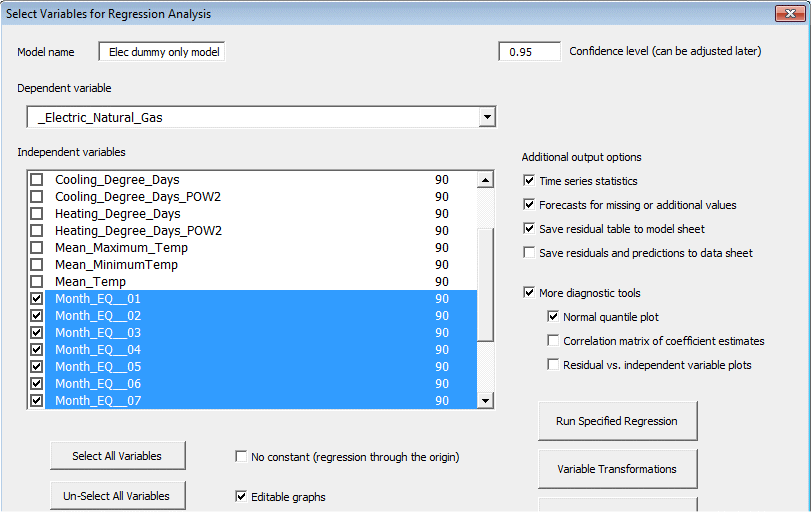 Select Variables for Regression Analysis
Model name Elec dummy only model 0.95 Confidence level (can be adjusted later)
Dependent variable
_Electric_Natural_Gas
Independent variables
Cooling_Degree_Days 90
Cooling_Degree_Days_POW2 90
Heating_Degree_Days 90
Heating_Degree_Days_POW2 90
Mean_Maximum_Temp 90
Mean_MinimumTemp 90
Mean_Temp 90
Month_EQ__01 90
Month_EQ__02 90
Month_EQ__03 90
Month_EQ__04 90
Month_EQ__05 90
Month_EQ__06 90
Month_EQ__07 90
Additional output options
Time series statistics
Forecasts for missing or additional values
Save residual table to model sheet
Save residuals and predictions to data sheet
More diagnostic tools
Normal quantile plot
Correlation matrix of coefficient estimates
Residual vs. independent variable plots
Run Specified Regression
Select All Variables No constant (regression through the origin) Variable Transformations
Un-Select All Variables Editable graphs